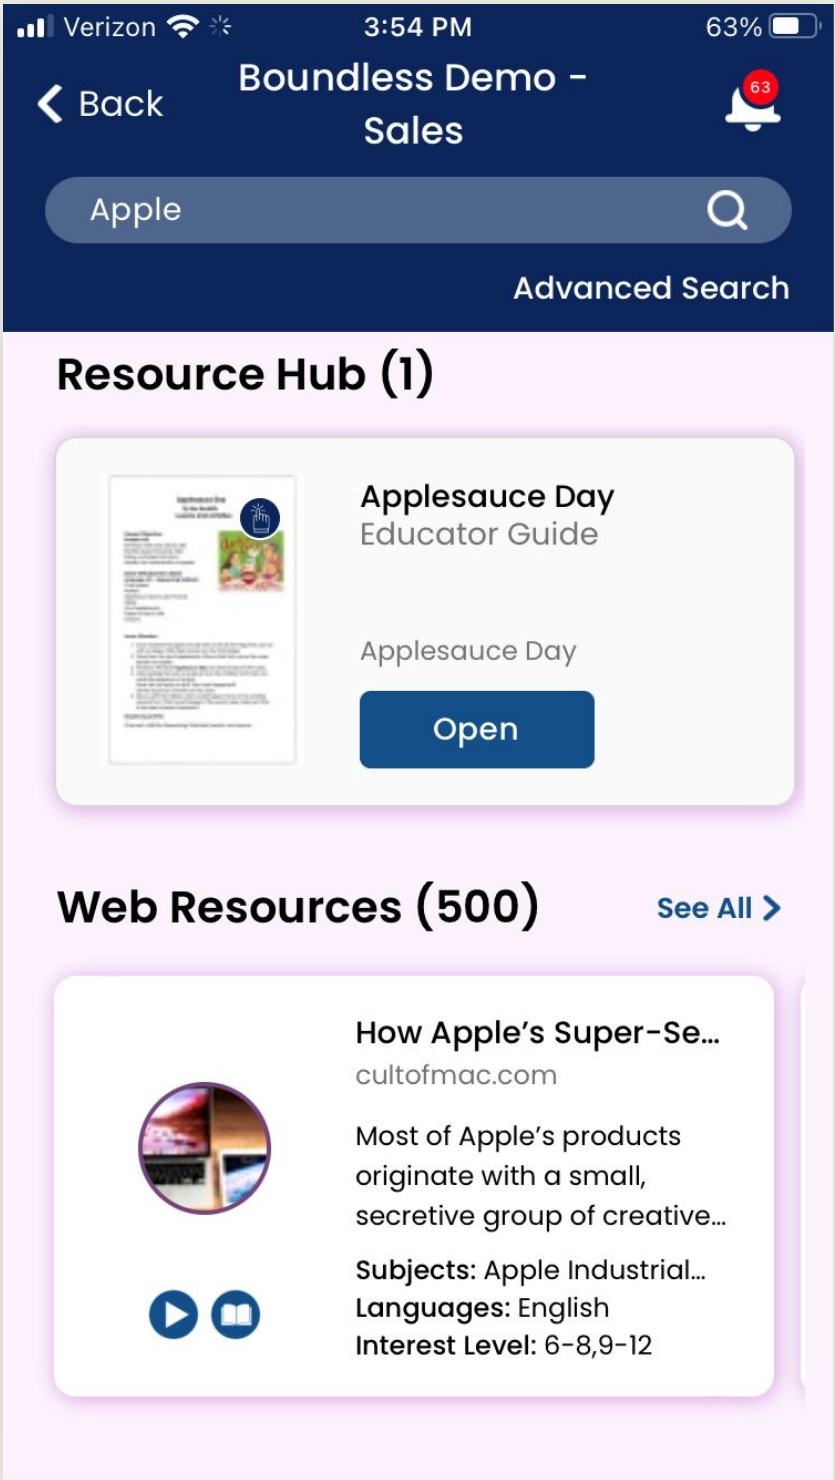 Verizon
3:54 PM
63%
Back
Boundless Demo -
Sales
63
Apple
Advanced Search
Resource Hub (1)
Applesauce Day
Educator Guide
Applesauce Day
Open
Web Resources (500)
See All
How Apple’s Super-Se...
cultofmac.com
Most of Apple’s products
originate with a small,
secretive group of creative...
Subjects: Apple Industrial...
Languages: English
Interest Level: 6-8,9-12